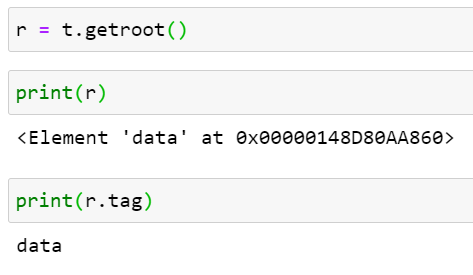 r = t.getroot()
print(r)
<Element 'data' at 0x00000148D80AA860>
print(r.tag)
data